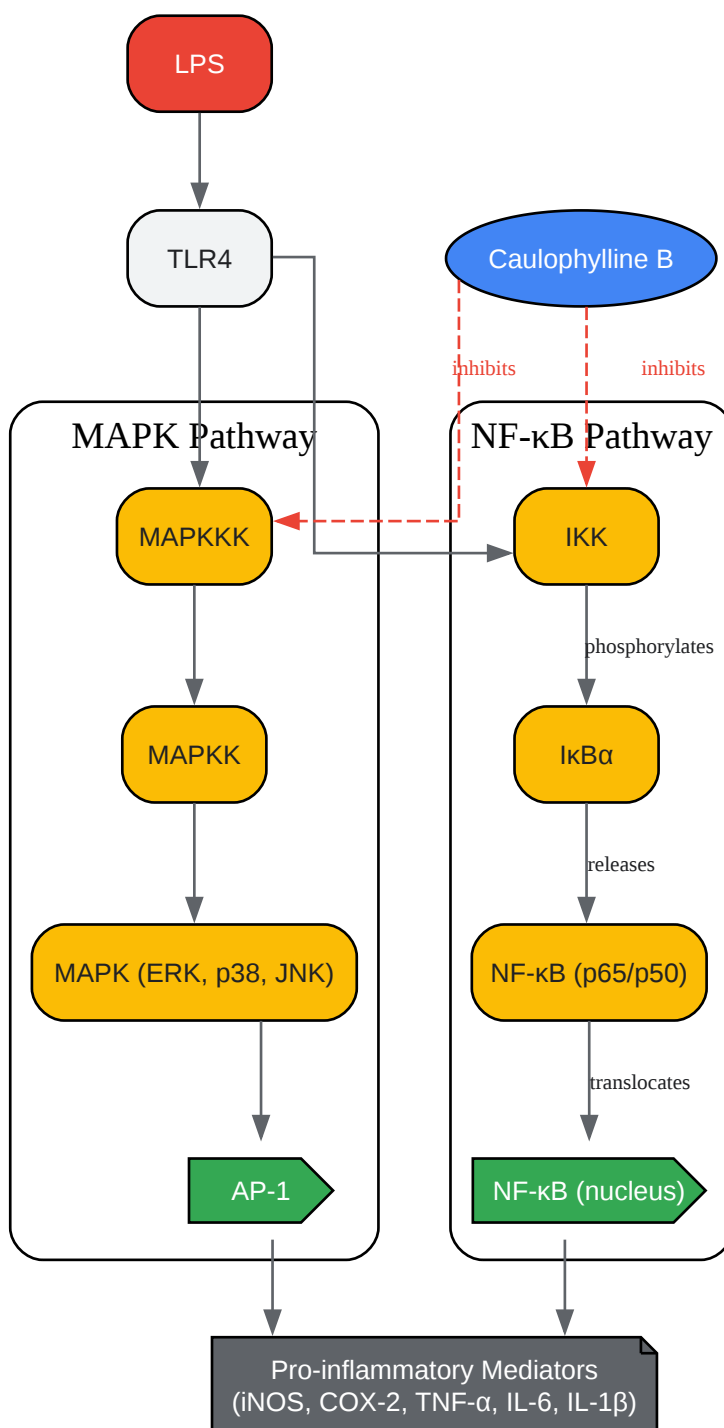 LPS
TLR4
Caulophylline B
inhibits
inhibits
MAPK Pathway
NF-κB Pathway
MAPKKK
IKK
phosphorylates
MAPKK
IκBα
releases
MAPK (ERK, p38, JNK)
NF-κB (p65/p50)
translocates
AP-1
NF-κB (nucleus)
Pro-inflammatory Mediators
(iNOS, COX-2, TNF-α, IL-6, IL-1β)